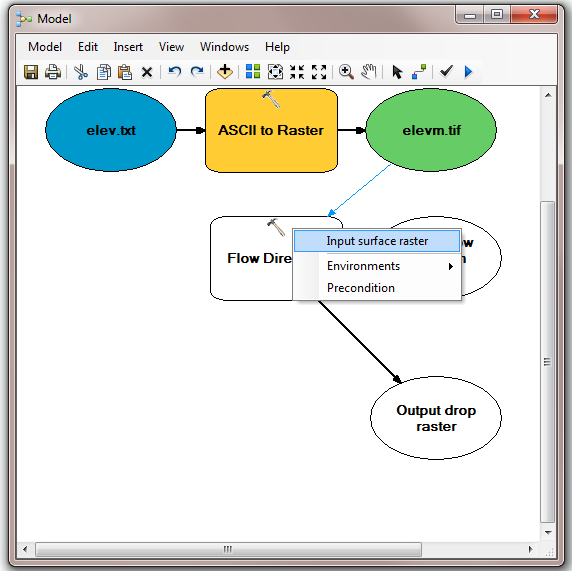 Model
Model Edit Insert View Windows Help
elev.txt
ASCII to Raster
elevm.tif
Input surface raster
Flow Dire
Environments
Precondition
Output drop
raster